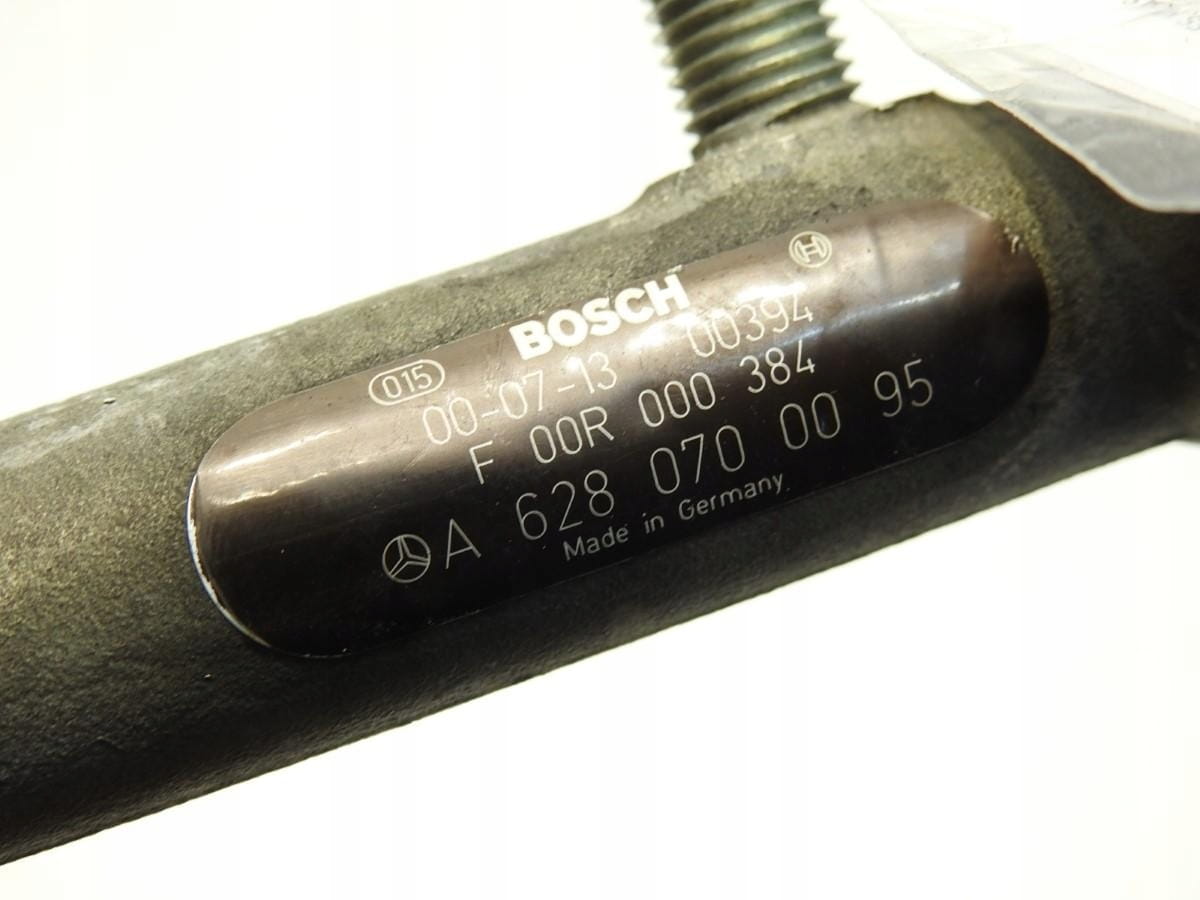 BOSCH
015
00-07-13 00394
F 00R 000 384
A 628 070 00 95
Made in Germany